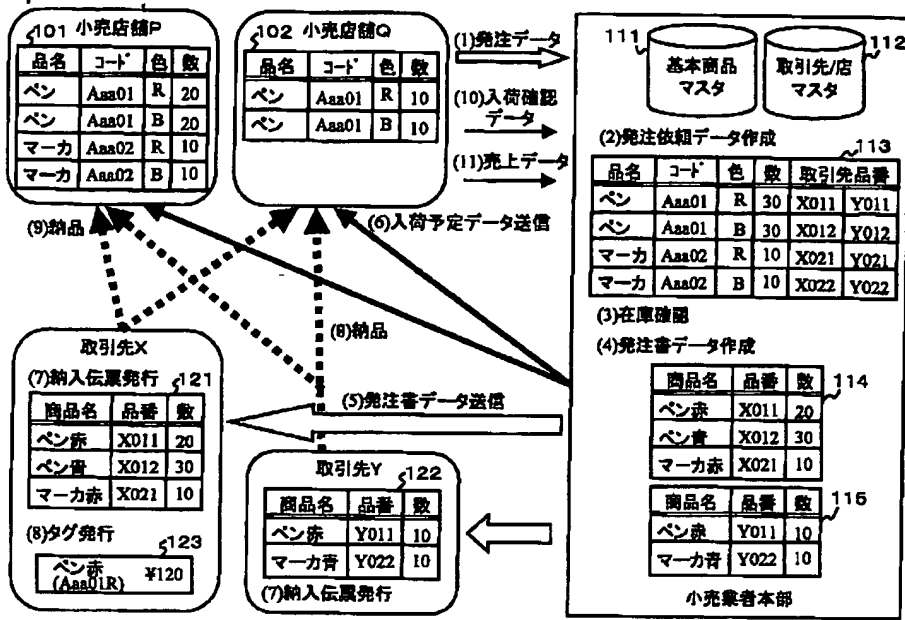 101 小売店舗P
品名 コード 色 数
ペン Aaa01 R 20
ペン Aaa01 B 20
マーカ Aaa02 R 10
マーカ Aaa02 B 10
102 小売店舗Q
品名 コード 色 数
ペン Aaa01 R 10
ペン Aaa01 B 10
(1)発注データ
(10)入荷確認
データ
(11)売上データ
111
基本商品
マスタ
112
取引先/店
マスタ
(2)発注依頼データ作成
113
品名 コード 色 数 取引先品番
ペン Aaa01 R 30 X011 Y011
ペン Aaa01 B 30 X012 Y012
マーカ Aaa02 R 10 X021 Y021
マーカ Aaa02 B 10 X022 Y022
(3)在庫確認
(4)発注書データ作成
商品名 品番 数
ペン赤 X011 20
ペン青 X012 30
マーカ赤 X021 10
114
商品名 品番 数
ペン赤 Y011 10
マーカ青 Y022 10
115
小売業者本部
(9)納品
(6)入荷予定データ送信
(8)納品
(5)発注書データ送信
取引先X
(7)納入伝票発行
121
商品名 品番 数
ペン赤 X011 20
ペン青 X012 30
マーカ赤 X021 10
(8)タグ発行
123
ペン赤 ¥120
(Aaa01R)
取引先Y
122
商品名 品番 数
ペン赤 Y011 10
マーカ青 Y022 10
(7)納入伝票発行